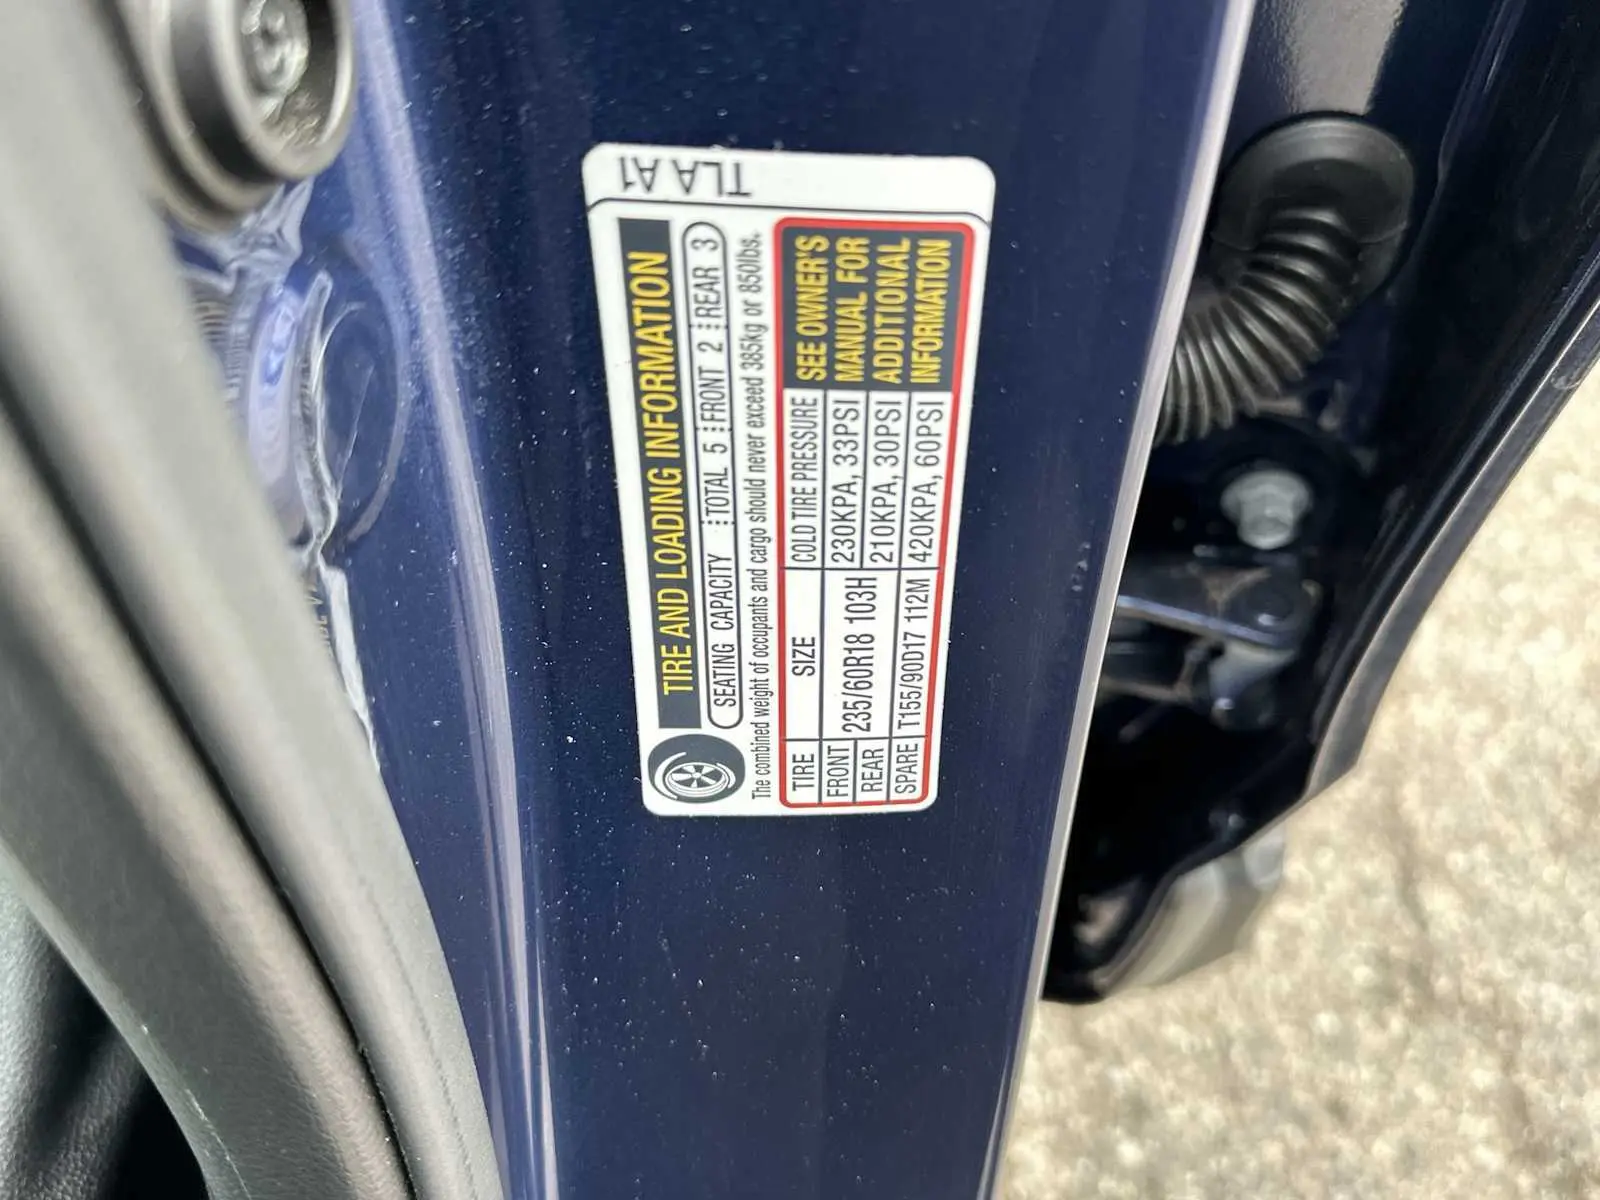 TLA A1
TIRE AND LOADING INFORMATION
SEATING CAPACITY TOTAL 5 FRONT 2 REAR 3
The combined weight of occupants and cargo should never exceed 385kg or 850lbs.
TIRE SIZE COLD TIRE PRESSURE
FRONT 235/60R18 103H 230KPA, 33PSI
REAR 210KPA, 30PSI
SPARE T155/90D17 112M 420KPA, 60PSI
SEE OWNER'S
MANUAL FOR
ADDITIONAL
INFORMATION